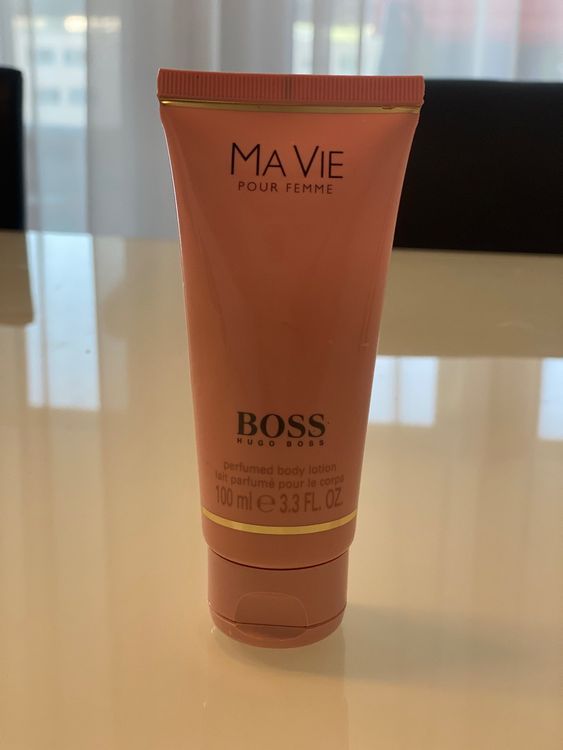 MA VIE
POUR FEMME
BOSS
HUGO BOSS
perfumed body lotion
lait parfumé pour le corps
100 ml ℮ 3.3 FL. OZ.